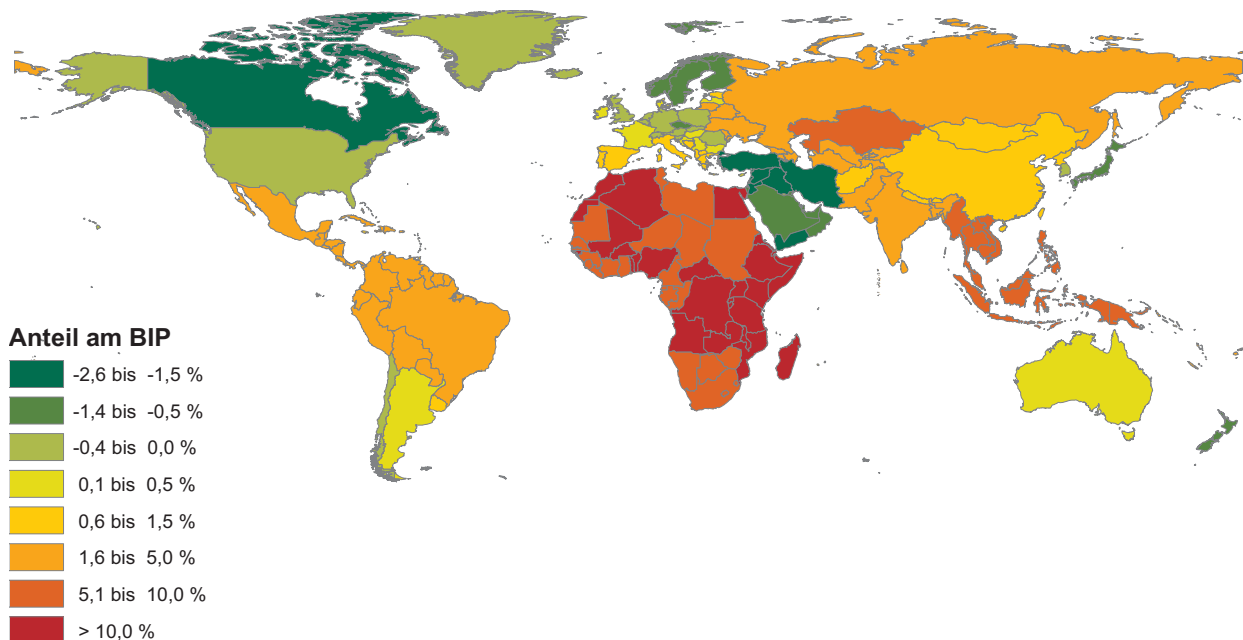 Anteil am BIP
-2,6 bis -1,5 %
-1,4 bis -0,5 %
-0,4 bis 0,0 %
0,1 bis 0,5 %
0,6 bis 1,5 %
1,6 bis 5,0 %
5,1 bis 10,0 %
> 10,0 %